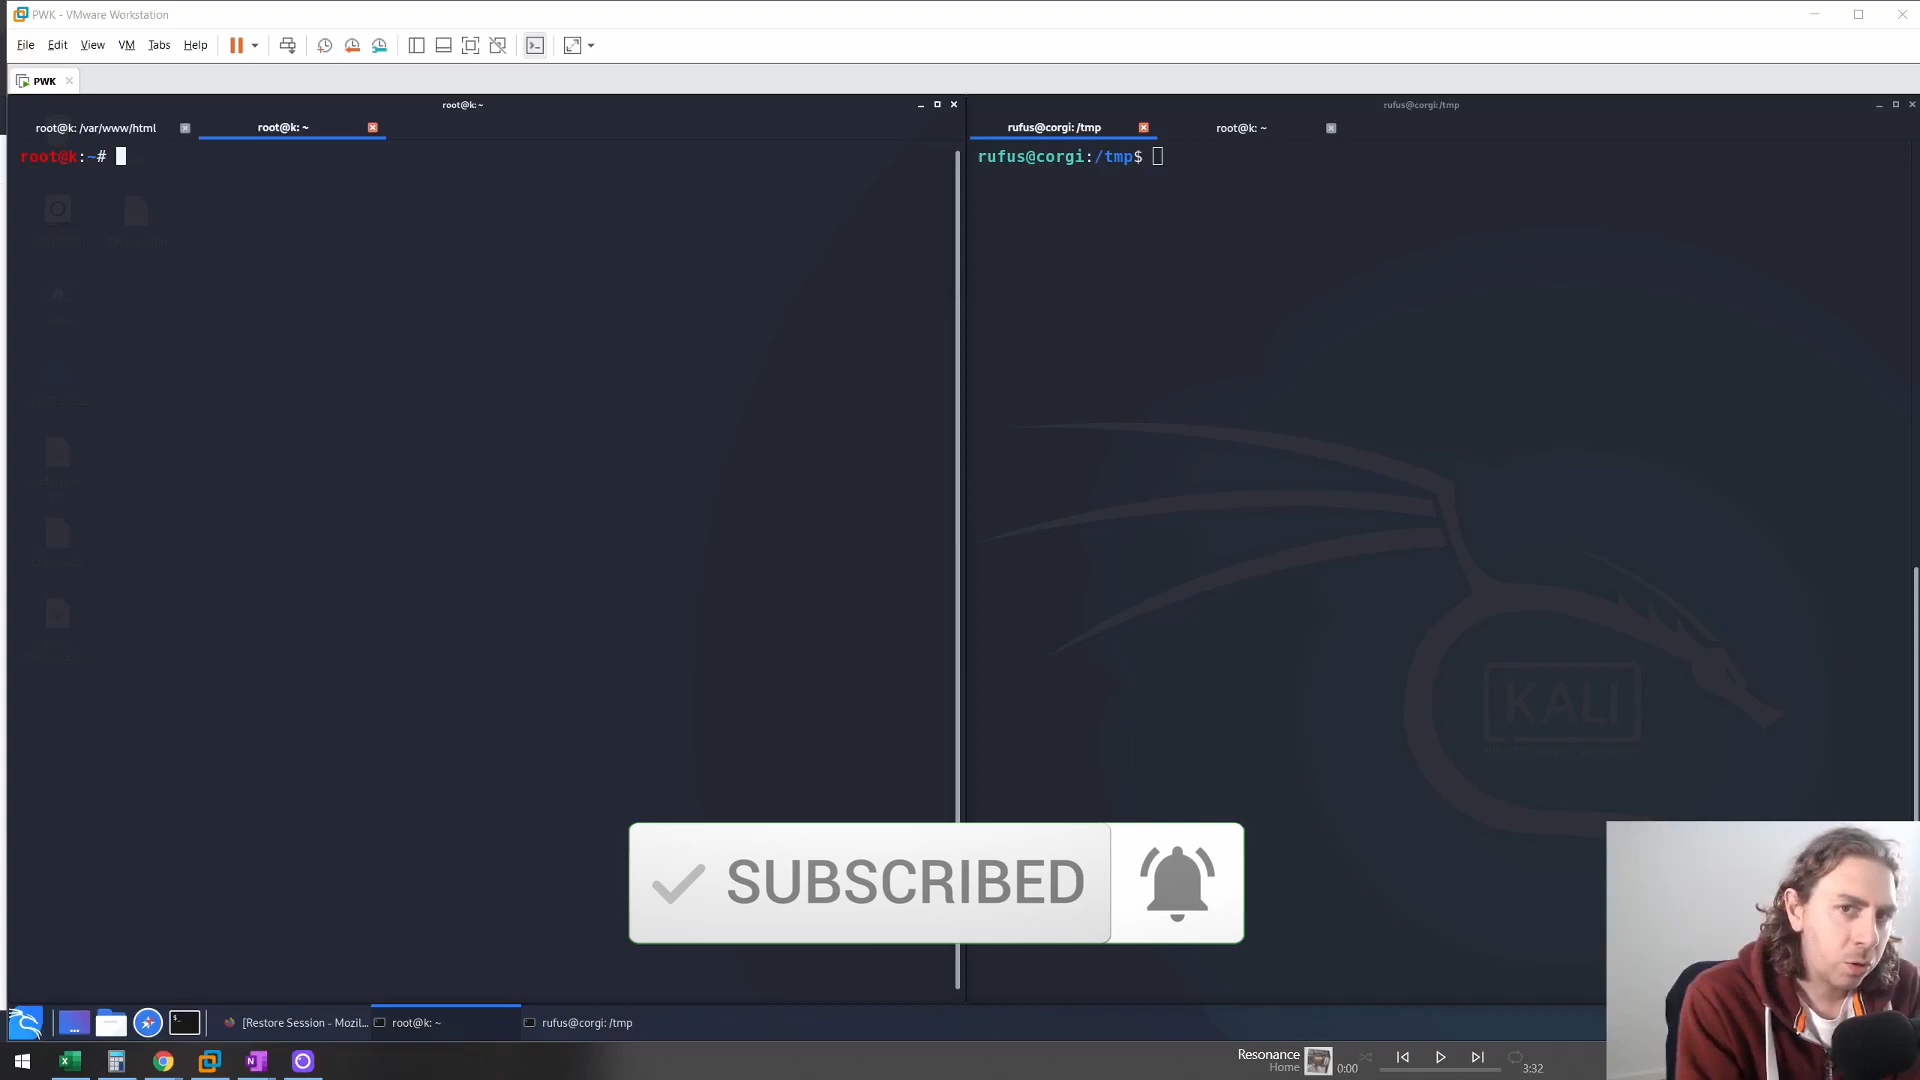 PWK - VMware Workstation
File Edit View VM Tabs Help
PWK
root@k:~
rufus@corgi:/tmp
root@k: /var/www/html
root@k: ~
rufus@corgi: /tmp
root@k: ~
root@k:~#
rufus@corgi:/tmp$
KALI
SUBSCRIBED
[Restore Session - Mozil...
root@k: ~
rufus@corgi: /tmp
Resonance
Home
0:00
3:32